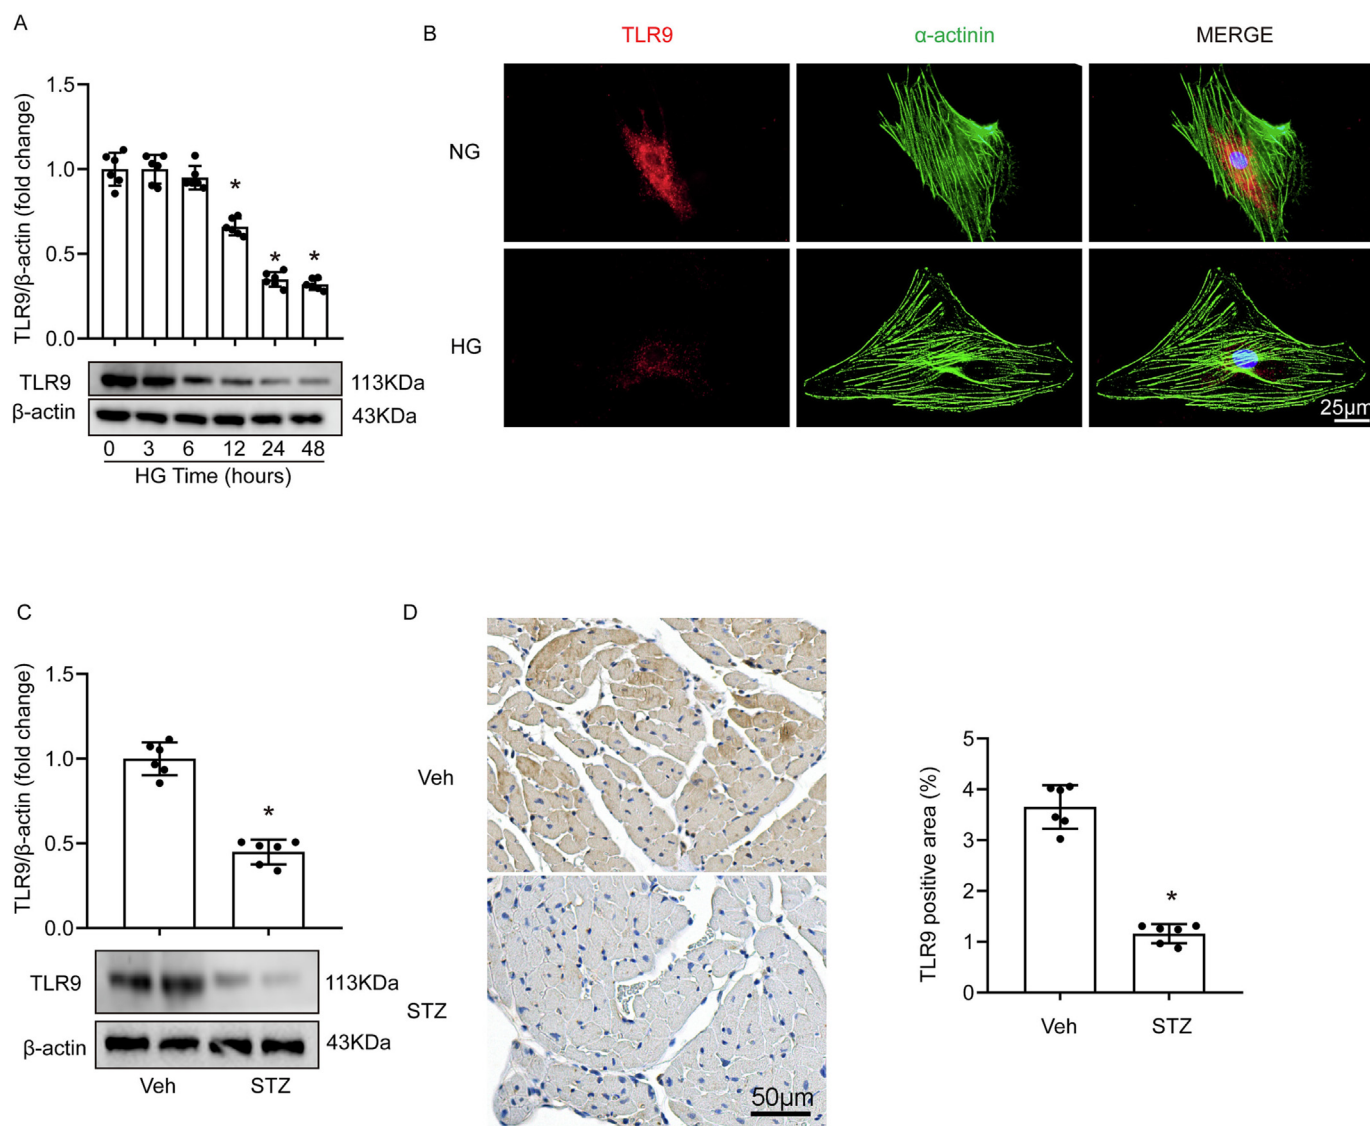 A
TLR9/β-actin (fold change)
1.5
1.0
0.5
0.0
*
*
*
TLR9
113KDa
β-actin
43KDa
0 3 6 12 24 48
HG Time (hours)
B
TLR9
α-actinin
MERGE
NG
HG
25μm
C
TLR9/β-actin (fold change)
1.5
1.0
0.5
0.0
*
TLR9
113KDa
β-actin
43KDa
Veh STZ
D
Veh
STZ
50μm
TLR9 positive area (%)
5
4
3
2
1
0
*
Veh STZ